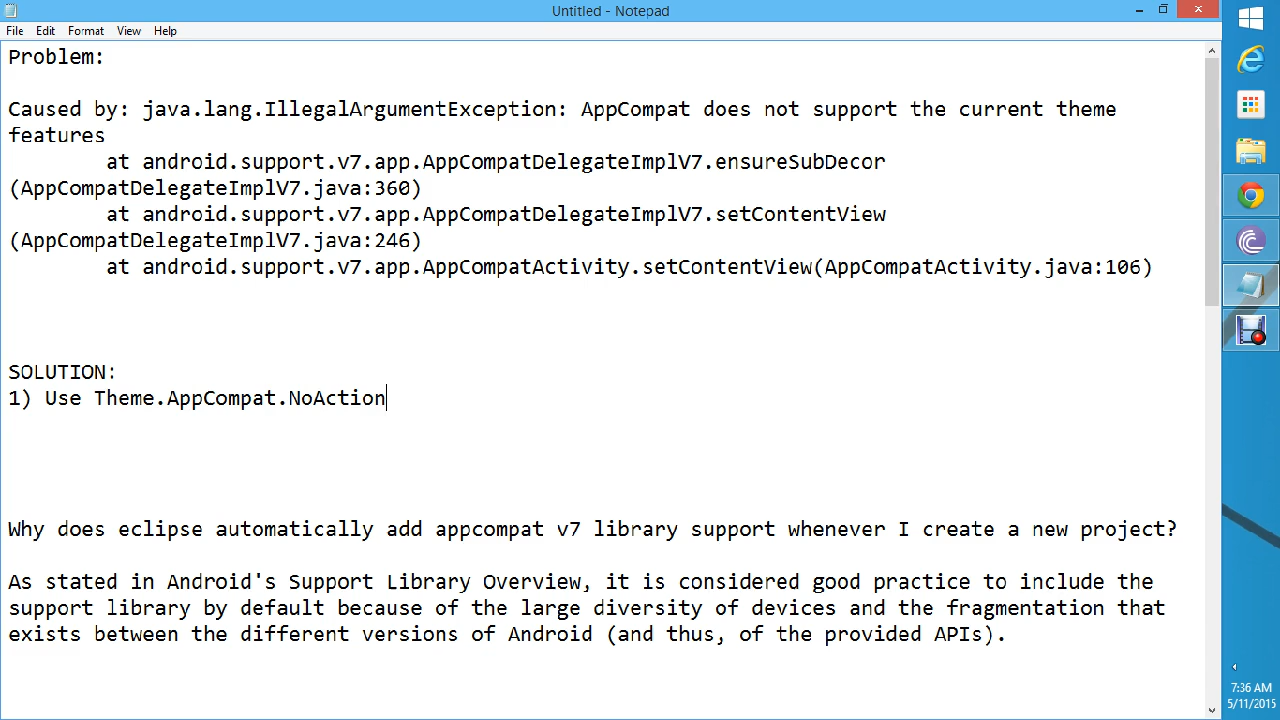 Untitled - Notepad
File Edit Format View Help
Problem:
Caused by: java.lang.IllegalArgumentException: AppCompat does not support the current theme
features
at android.support.v7.app.AppCompatDelegateImplV7.ensureSubDecor
(AppCompatDelegateImplV7.java:360)
at android.support.v7.app.AppCompatDelegateImplV7.setContentView
(AppCompatDelegateImplV7.java:246)
at android.support.v7.app.AppCompatActivity.setContentView(AppCompatActivity.java:106)
SOLUTION:
1) Use Theme.AppCompat.NoAction
Why does eclipse automatically add appcompat v7 library support whenever I create a new project?
As stated in Android's Support Library Overview, it is considered good practice to include the
support library by default because of the large diversity of devices and the fragmentation that
exists between the different versions of Android (and thus, of the provided APIs).
7:36 AM
5/11/2015